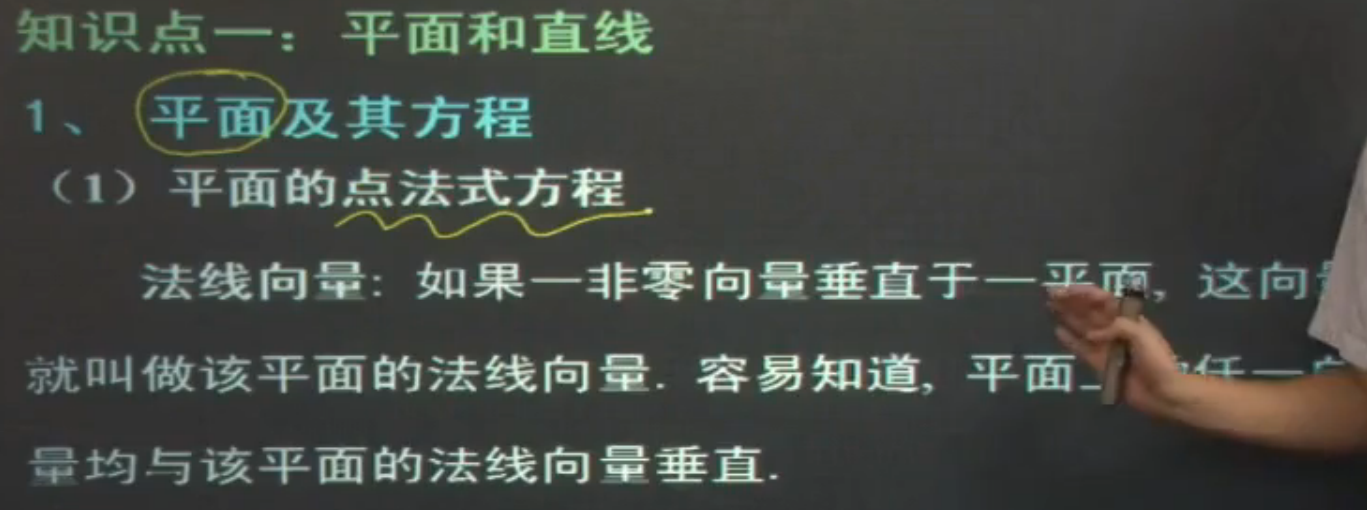 知识点一：平面和直线
1、 平面及其方程
（1）平面的点法式方程
法线向量：如果一非零向量垂直于一平面, 这向
就叫做该平面的法线向量. 容易知道, 平面 任一
量均与该平面的法线向量垂直.